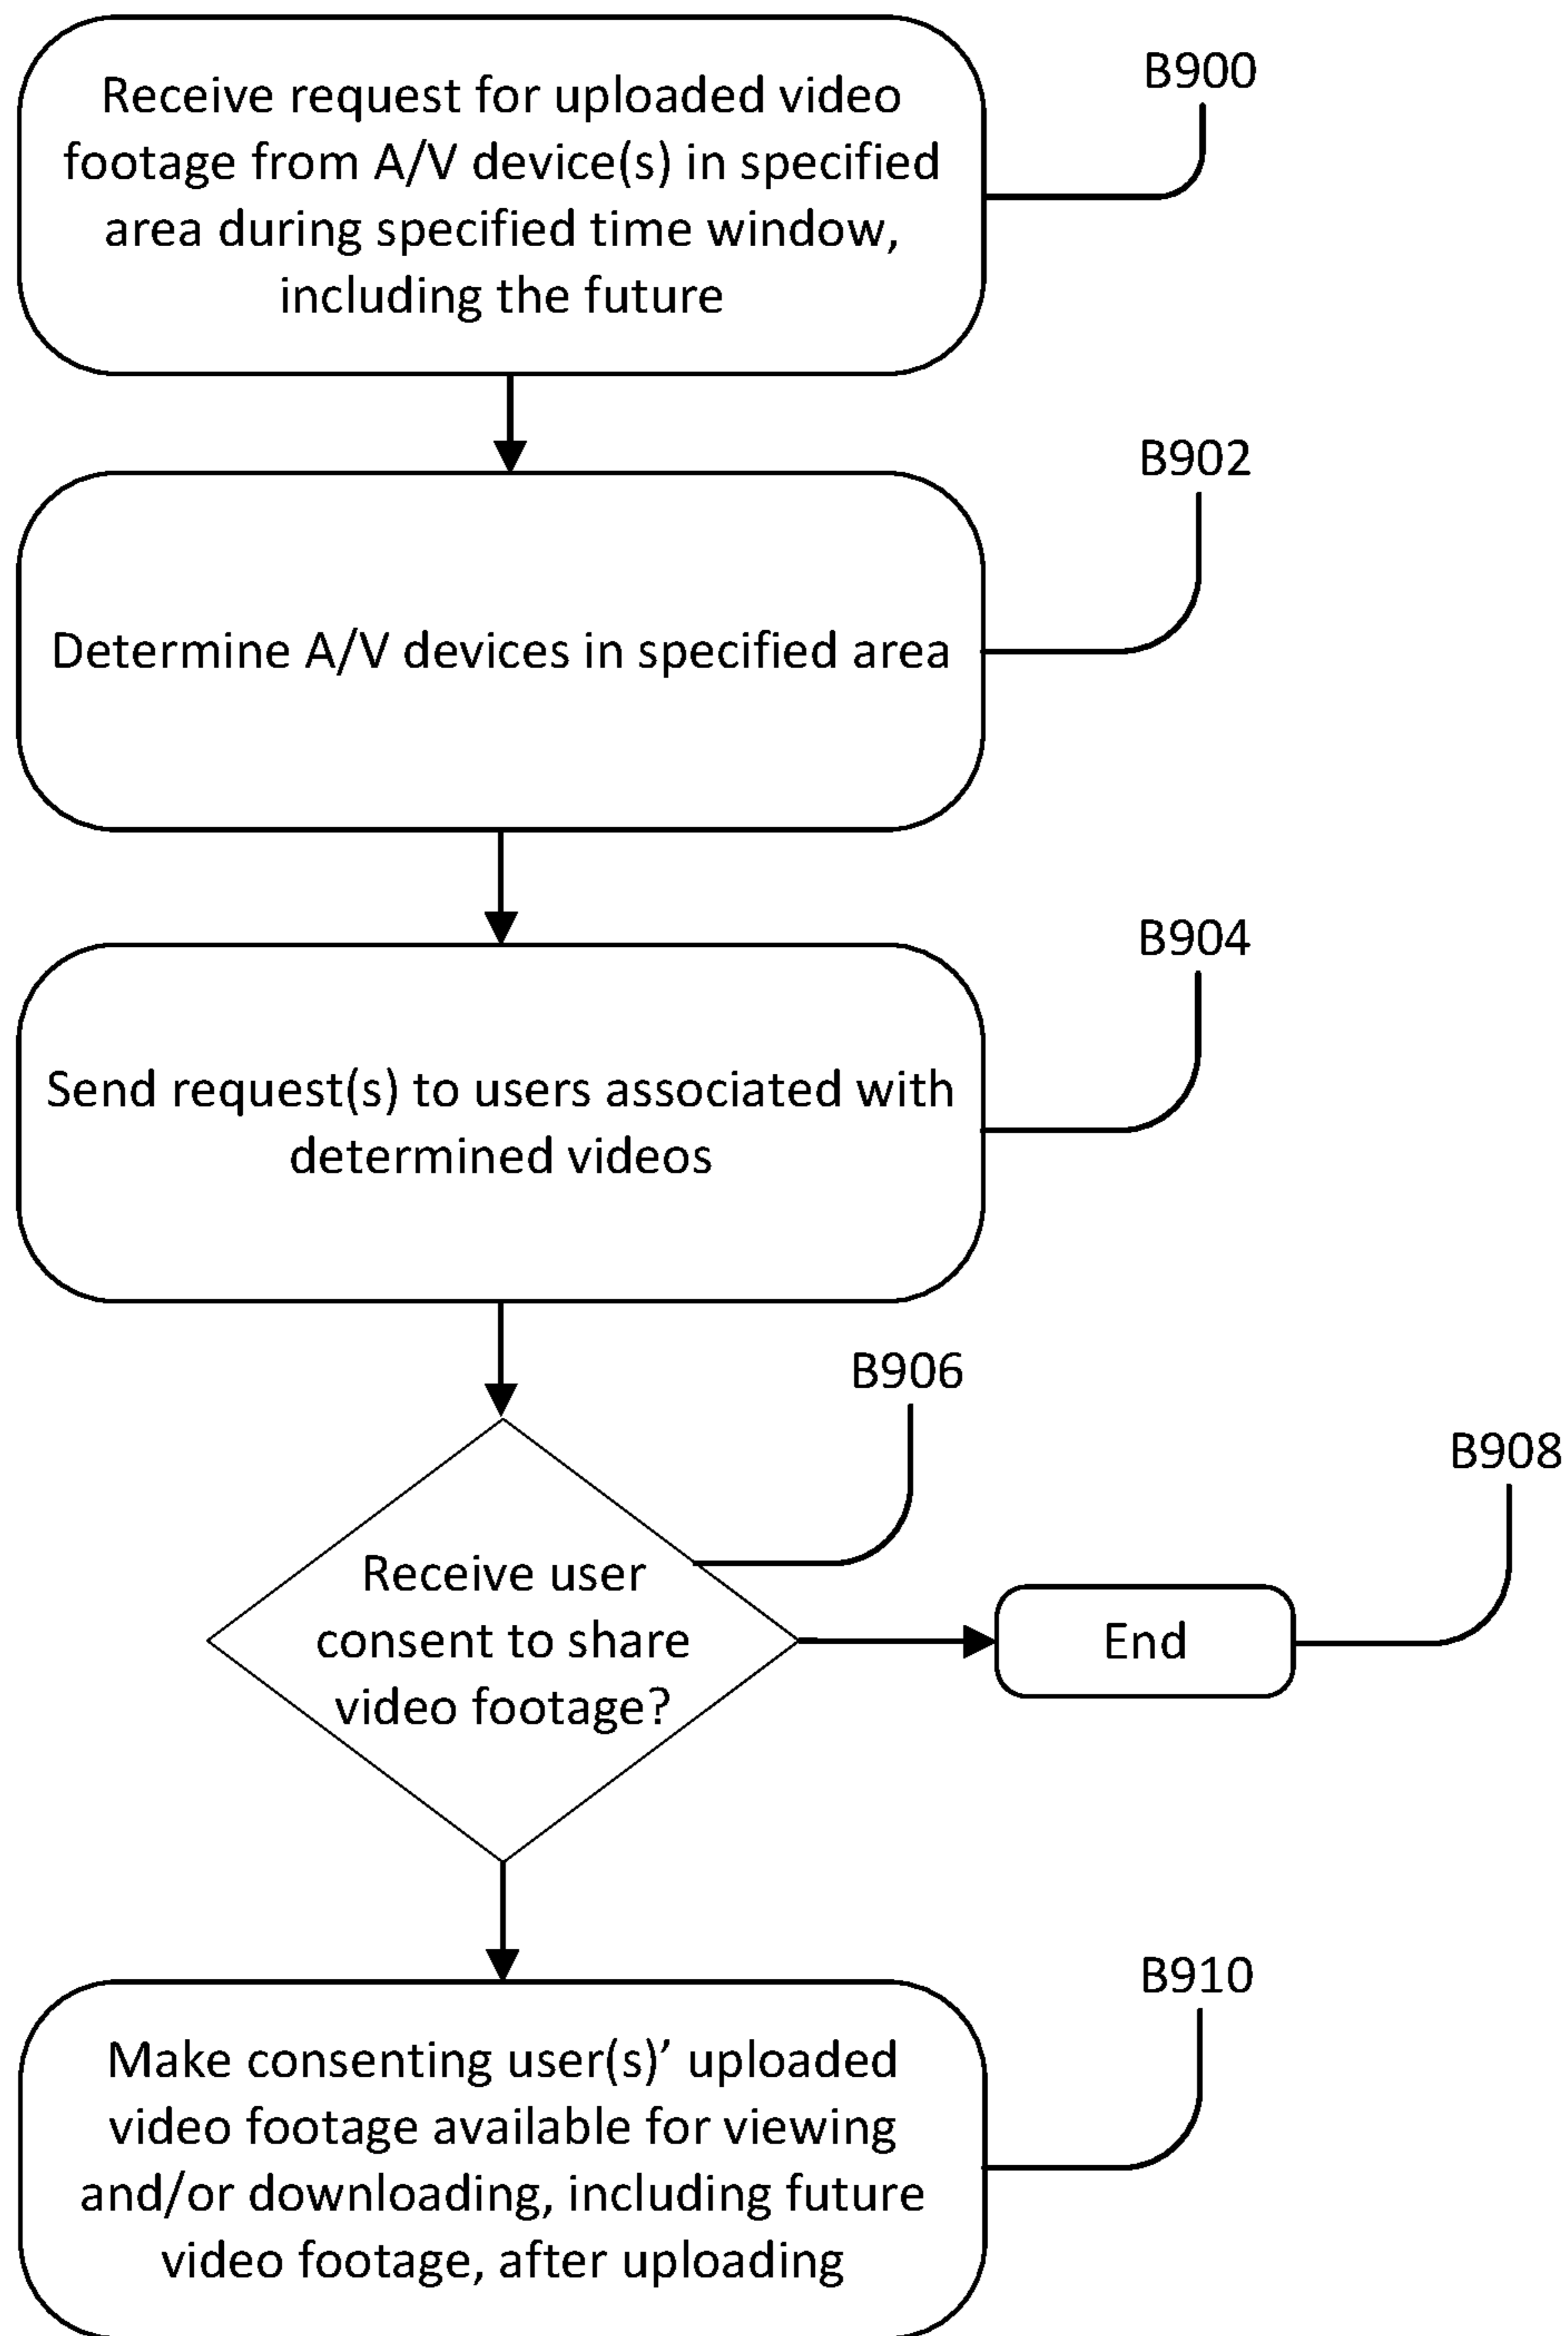 Receive request for uploaded video
footage from A/V device(s) in specified
area during specified time window,
including the future
B900
Determine A/V devices in specified area
B902
Send request(s) to users associated with
determined videos
B904
Receive user
consent to share
video footage?
B906
End
B908
Make consenting user(s)’ uploaded
video footage available for viewing
and/or downloading, including future
video footage, after uploading
B910